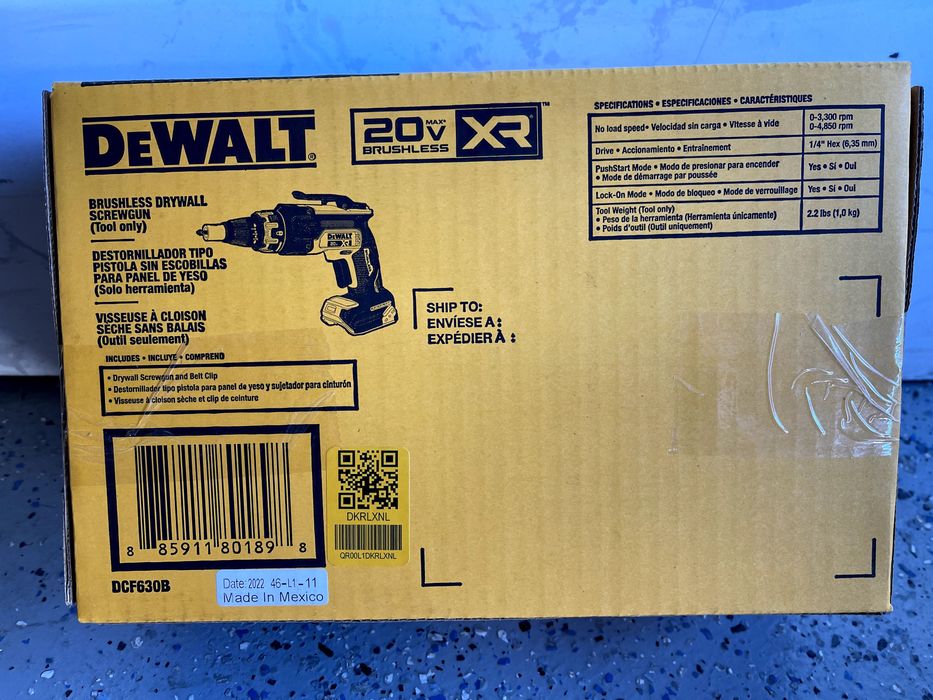 DEWALT®
20V MAX* BRUSHLESS XR™
BRUSHLESS DRYWALL
SCREWGUN
(Tool only)
DESTORNILLADOR TIPO
PISTOLA SIN ESCOBILLAS
PARA PANEL DE YESO
(Solo herramienta)
VISSEUSE À CLOISON
SÈCHE SANS BALAIS
(Outil seulement)
INCLUDES • INCLUYE • COMPREND
• Drywall Screwgun and Belt Clip
• Destornillador tipo pistola para panel de yeso y sujetador para cinturón
• Visseuse à cloison sèche et clip de ceinture
DEWALT
SPECIFICATIONS • ESPECIFICACIONES • CARACTÉRISTIQUES
No load speed • Velocidad sin carga • Vitesse à vide
0-3,300 rpm
0-4,850 rpm
Drive • Accionamiento • Entraînement
1/4" Hex (6,35 mm)
PushStart Mode • Modo de presionar para encender
• Mode de démarrage par poussée
Yes • Sí • Oui
Lock-On Mode • Modo de bloqueo • Mode de verrouillage
Yes • Sí • Oui
Tool Weight (Tool only)
• Peso de la herramienta (Herramienta únicamente)
• Poids d'outil (Outil uniquement)
2.2 lbs (1,0 kg)
SHIP TO:
ENVÍESE A:
EXPÉDIER À :
8 85911 80189 8
DCF630B
DKRLXNL
QR00L1DKRLXNL
Date: 2022 46-L1-11
Made In Mexico